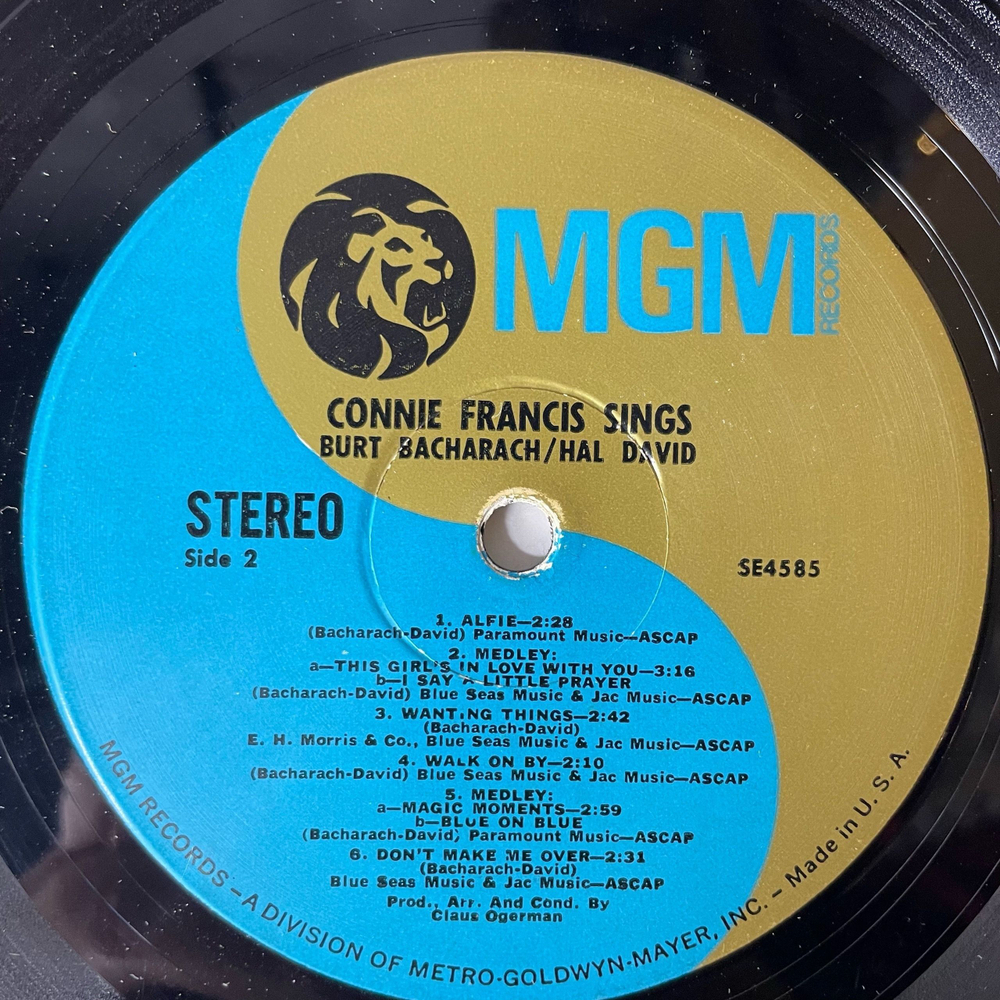 MGM RECORDS
CONNIE FRANCIS SINGS
BURT BACHARACH/HAL DAVID
STEREO
Side 2
SE4585
1. ALFIE—2:28
(Bacharach-David) Paramount Music—ASCAP
2. MEDLEY:
a—THIS GIRL'S IN LOVE WITH YOU—3:16
b—I SAY A LITTLE PRAYER
(Bacharach-David) Blue Seas Music & Jac Music—ASCAP
3. WANTING THINGS—2:42
(Bacharach-David)
E. H. Morris & Co., Blue Seas Music & Jac Music—ASCAP
4. WALK ON BY—2:10
(Bacharach-David) Blue Seas Music & Jac Music—ASCAP
5. MEDLEY:
a—MAGIC MOMENTS—2:59
b—BLUE ON BLUE
(Bacharach-David) Paramount Music—ASCAP
6. DON'T MAKE ME OVER—2:31
(Bacharach-David)
Blue Seas Music & Jac Music—ASCAP
Prod., Arr. And Cond. By
Claus Ogerman
MGM RECORDS – A DIVISION OF METRO-GOLDWYN-MAYER, INC. – Made in U. S. A.